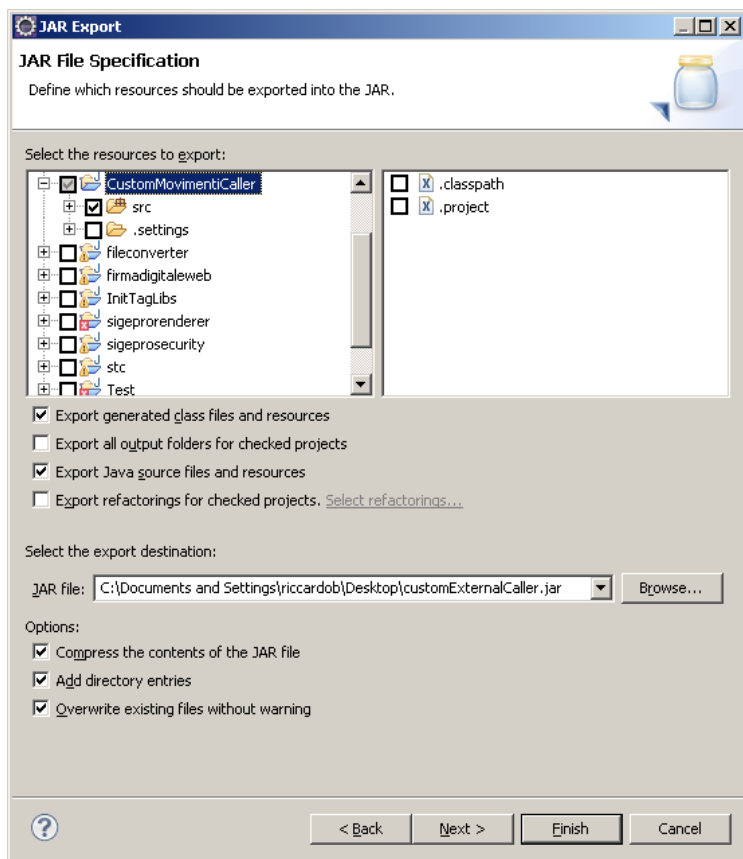 JAR Export
JAR File Specification
Define which resources should be exported into the JAR.
Select the resources to export:
CustomMovimentiCaller
src
.settings
fileconverter
firmadigitaleweb
InitTagLibs
sigeprorenderer
sigeprosecurity
stc
Test
.classpath
.project
Export generated class files and resources
Export all output folders for checked projects
Export Java source files and resources
Export refactorings for checked projects. Select refactorings...
Select the export destination:
JAR file: C:\Documents and Settings\riccardob\Desktop\customExternalCaller.jar Browse...
Options:
Compress the contents of the JAR file
Add directory entries
Overwrite existing files without warning
? < Back Next > Finish Cancel